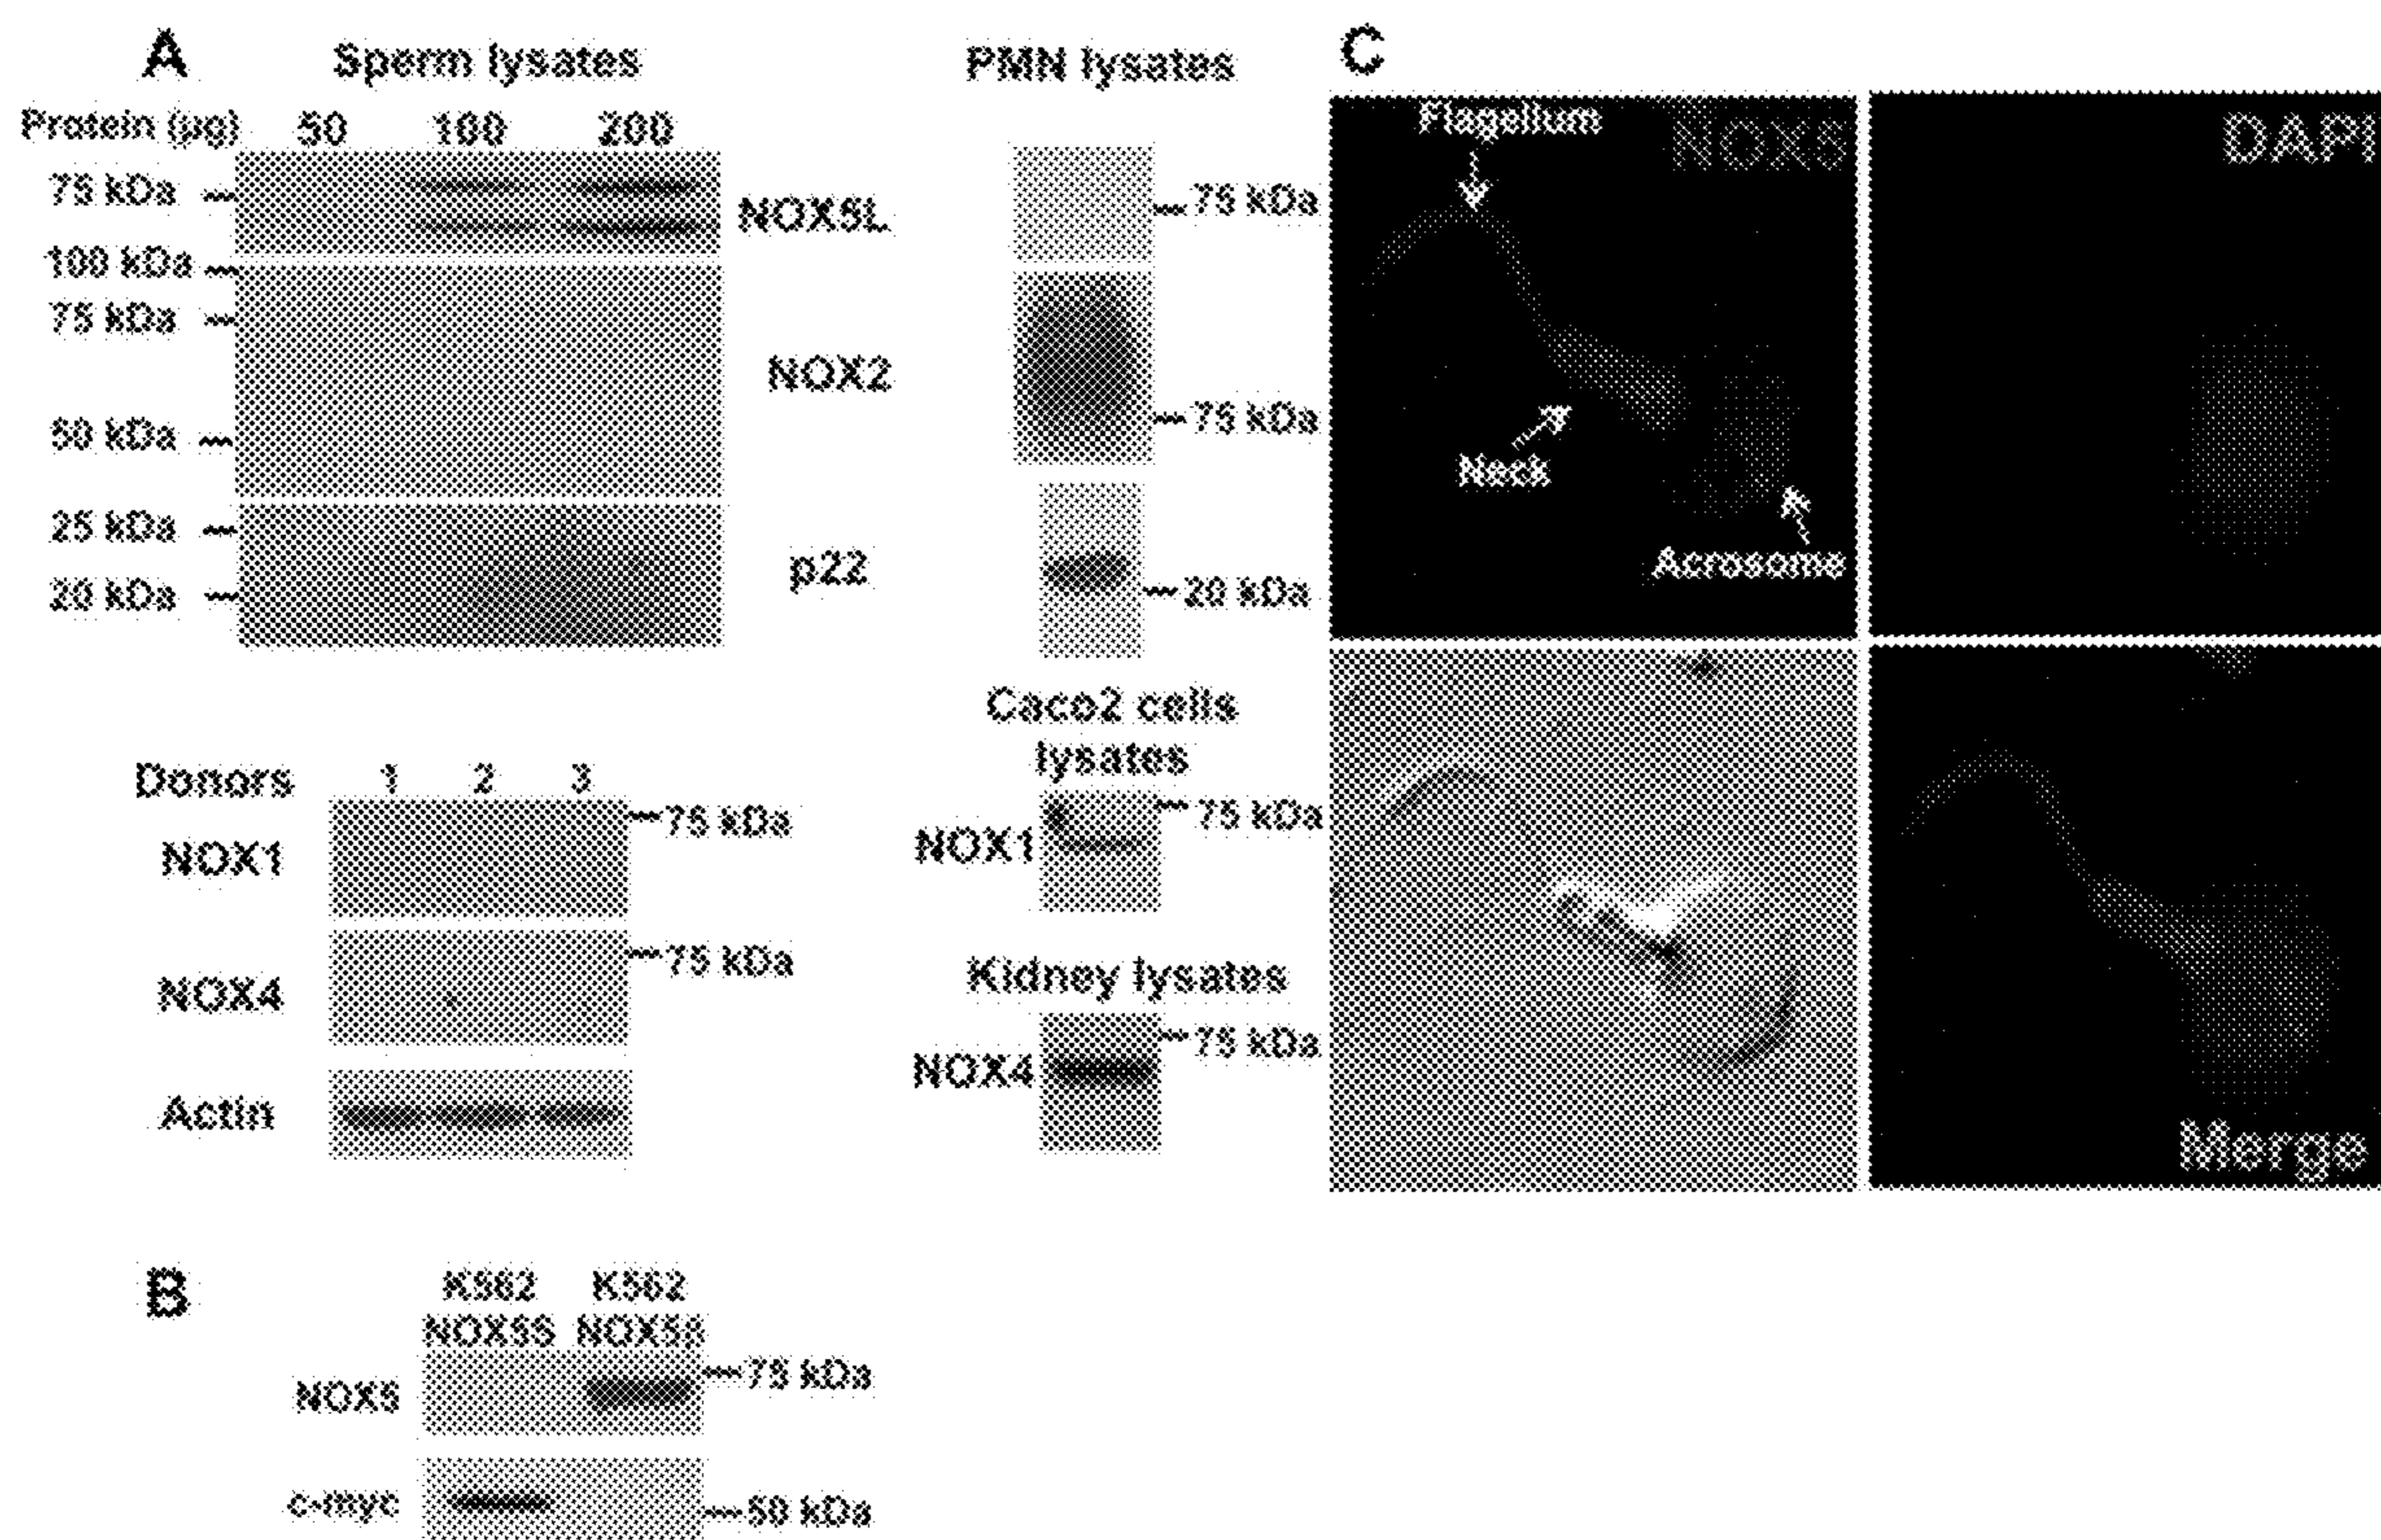 A
Sperm lysates
Protein (µg) 50 100 200
75 kDa
NOX5L
100 kDa
75 kDa
NOX2
50 kDa
25 kDa
p22
20 kDa
PMN lysates
75 kDa
75 kDa
20 kDa
Donors 1 2 3
NOX1
75 kDa
NOX4
75 kDa
Actin
Caco2 cells
lysates
NOX1
75 kDa
Kidney lysates
NOX4
75 kDa
B
K562 K562
NOX5S NOX5β
NOX5
75 kDa
c-myc
50 kDa
C
Flagellum
NOX5
Neck
Acrosome
DAPI
Merge